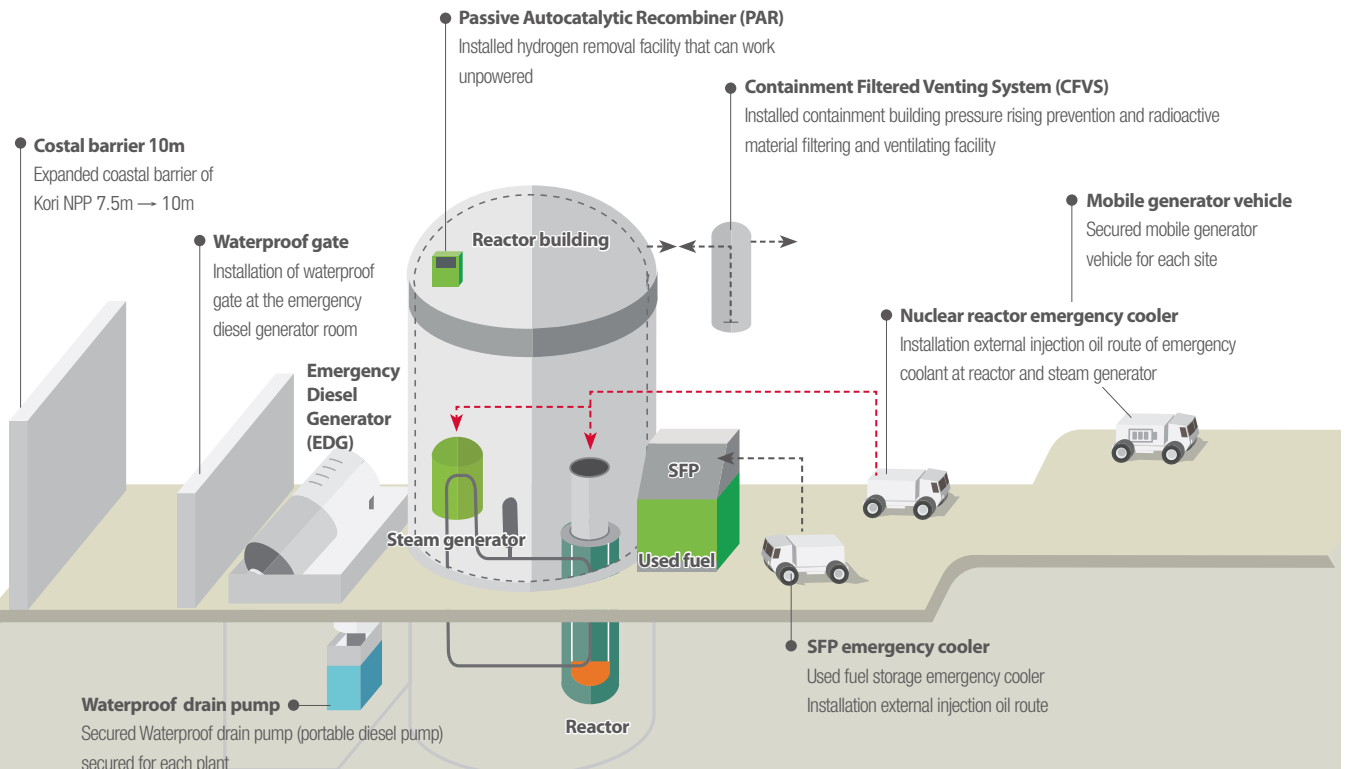 Passive Autocatalytic Recombiner (PAR)
Installed hydrogen removal facility that can work
unpowered
Containment Filtered Venting System (CFVS)
Installed containment building pressure rising prevention and radioactive
material filtering and ventilating facility
Costal barrier 10m
Expanded coastal barrier of
Kori NPP 7.5m → 10m
Mobile generator vehicle
Secured mobile generator
vehicle for each site
Waterproof gate
Installation of waterproof
gate at the emergency
diesel generator room
Reactor building
Nuclear reactor emergency cooler
Installation external injection oil route of emergency
coolant at reactor and steam generator
Emergency
Diesel
Generator
(EDG)
SFP
Steam generator
Used fuel
SFP emergency cooler
Used fuel storage emergency cooler
Installation external injection oil route
Waterproof drain pump
Secured Waterproof drain pump (portable diesel pump)
secured for each plant
Reactor